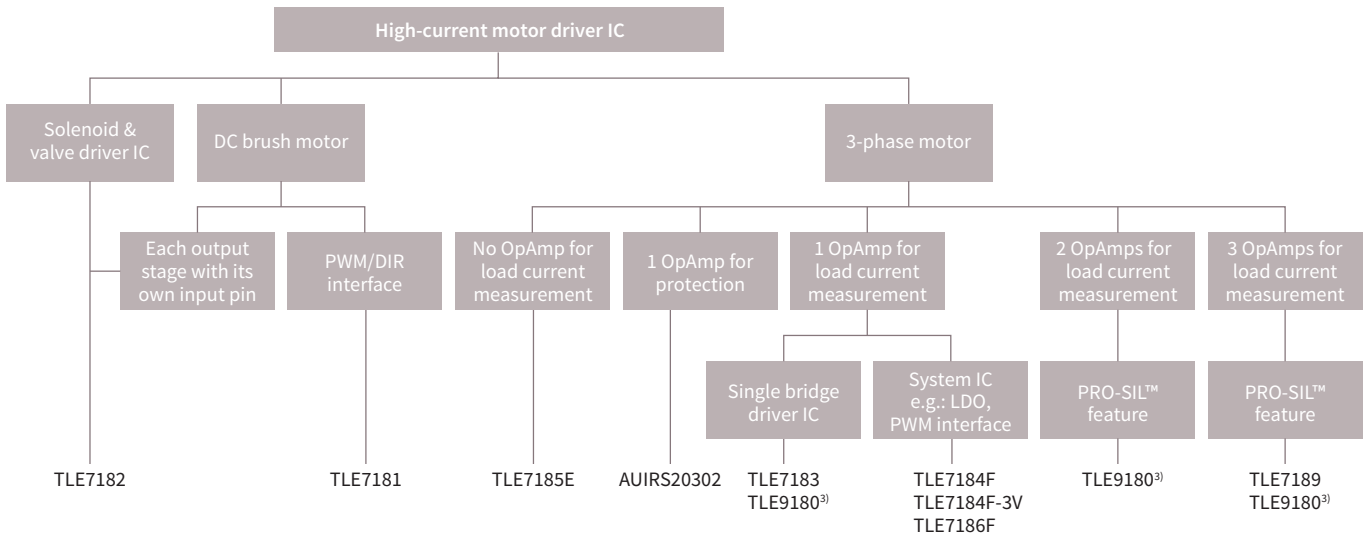 High-current motor driver IC
Solenoid &
valve driver IC
DC brush motor
3-phase motor
Each output
stage with its
own input pin
PWM/DIR
interface
No OpAmp for
load current
measurement
1 OpAmp for
protection
1 OpAmp for
load current
measurement
2 OpAmps for
load current
measurement
3 OpAmps for
load current
measurement
Single bridge
driver IC
System IC
e.g.: LDO,
PWM interface
PRO-SIL™
feature
PRO-SIL™
feature
TLE7182
TLE7181
TLE7185E
AUIRS20302
TLE7183
TLE9180³⁾
TLE7184F
TLE7184F-3V
TLE7186F
TLE9180³⁾
TLE7189
TLE9180³⁾